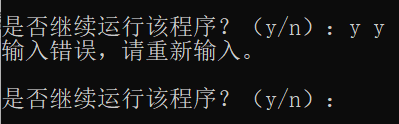 是否继续运行该程序？（y/n）：y y
输入错误，请重新输入。
是否继续运行该程序？（y/n）：